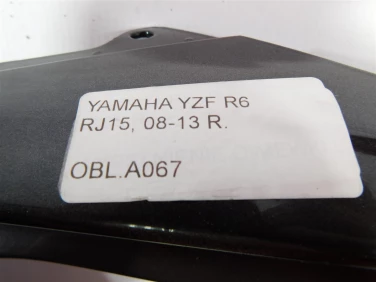 YAMAHA YZF R6
RJ15, 08-13 R.
OBL.A067